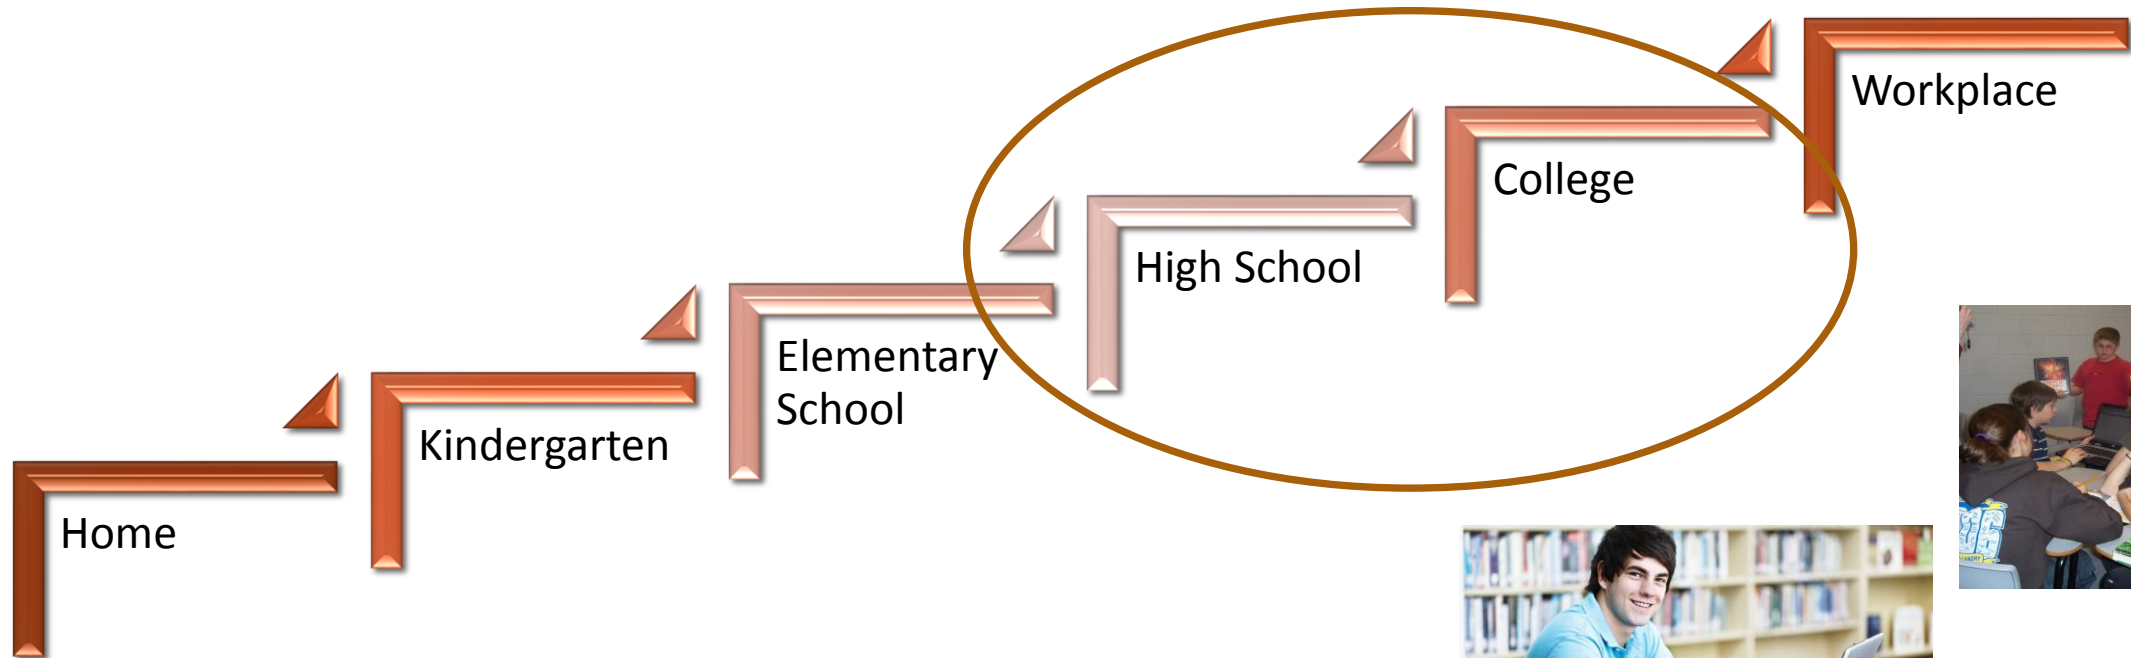 Home
Kindergarten
Elementary
School
High School
College
Workplace